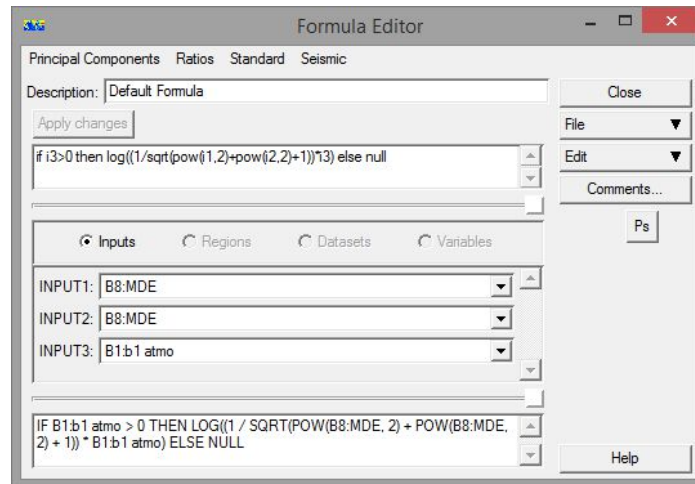 Formula Editor
Principal Components Ratios Standard Seismic
Description: Default Formula
Close
Apply changes
File
if i3>0 then log((1/sqrt(pow(i1,2)+pow(i2,2)+1))*i3) else null
Edit
Comments...
Ps
Inputs Regions Datasets Variables
INPUT1: B8:MDE
INPUT2: B8:MDE
INPUT3: B1:b1 atmo
IF B1:b1 atmo > 0 THEN LOG((1 / SQRT(POW(B8:MDE, 2) + POW(B8:MDE,
2) + 1)) * B1:b1 atmo) ELSE NULL
Help